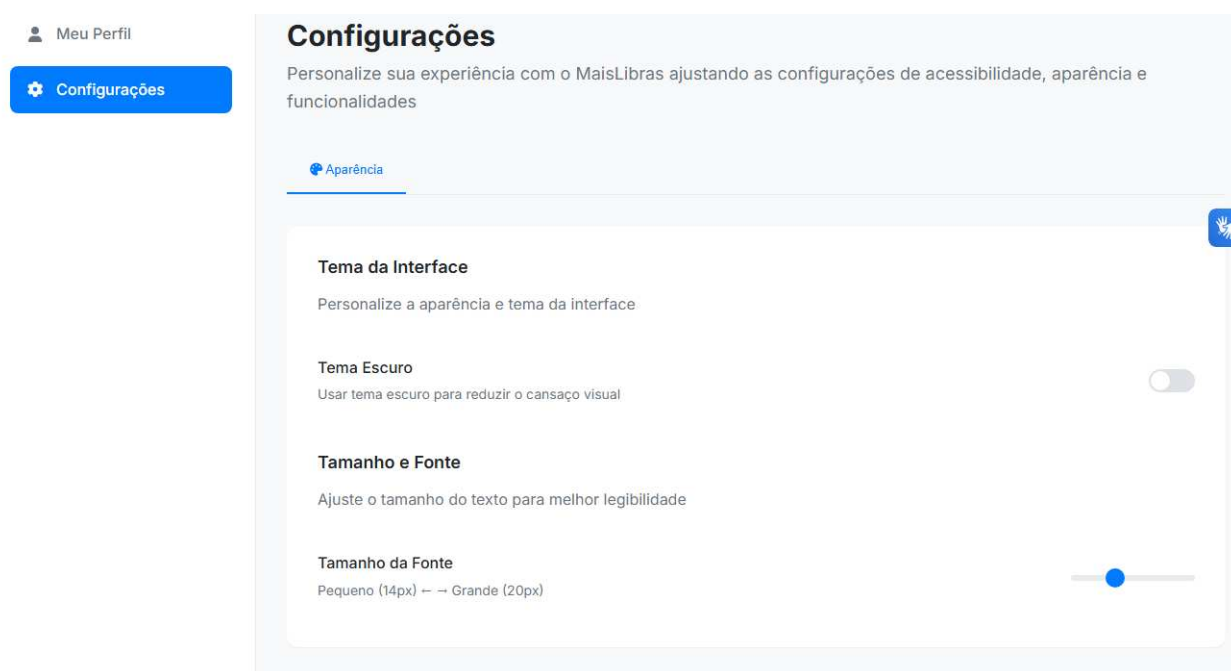 Meu Perfil
Configurações
Configurações
Personalize sua experiência com o MaisLibras ajustando as configurações de acessibilidade, aparência e
funcionalidades
Aparência
Tema da Interface
Personalize a aparência e tema da interface
Tema Escuro
Usar tema escuro para reduzir o cansaço visual
Tamanho e Fonte
Ajuste o tamanho do texto para melhor legibilidade
Tamanho da Fonte
Pequeno (14px) ← → Grande (20px)